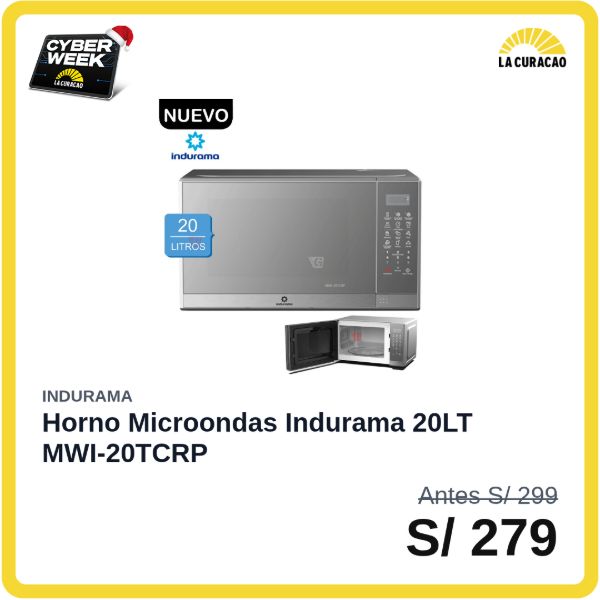 CYBER
WEEK
LA CURACAO
LA CURACAO
NUEVO
indurama
20
LITROS
G
indurama
INDURAMA
Horno Microondas Indurama 20LT
MWI-20TCRP
Antes S/ 299
S/ 279